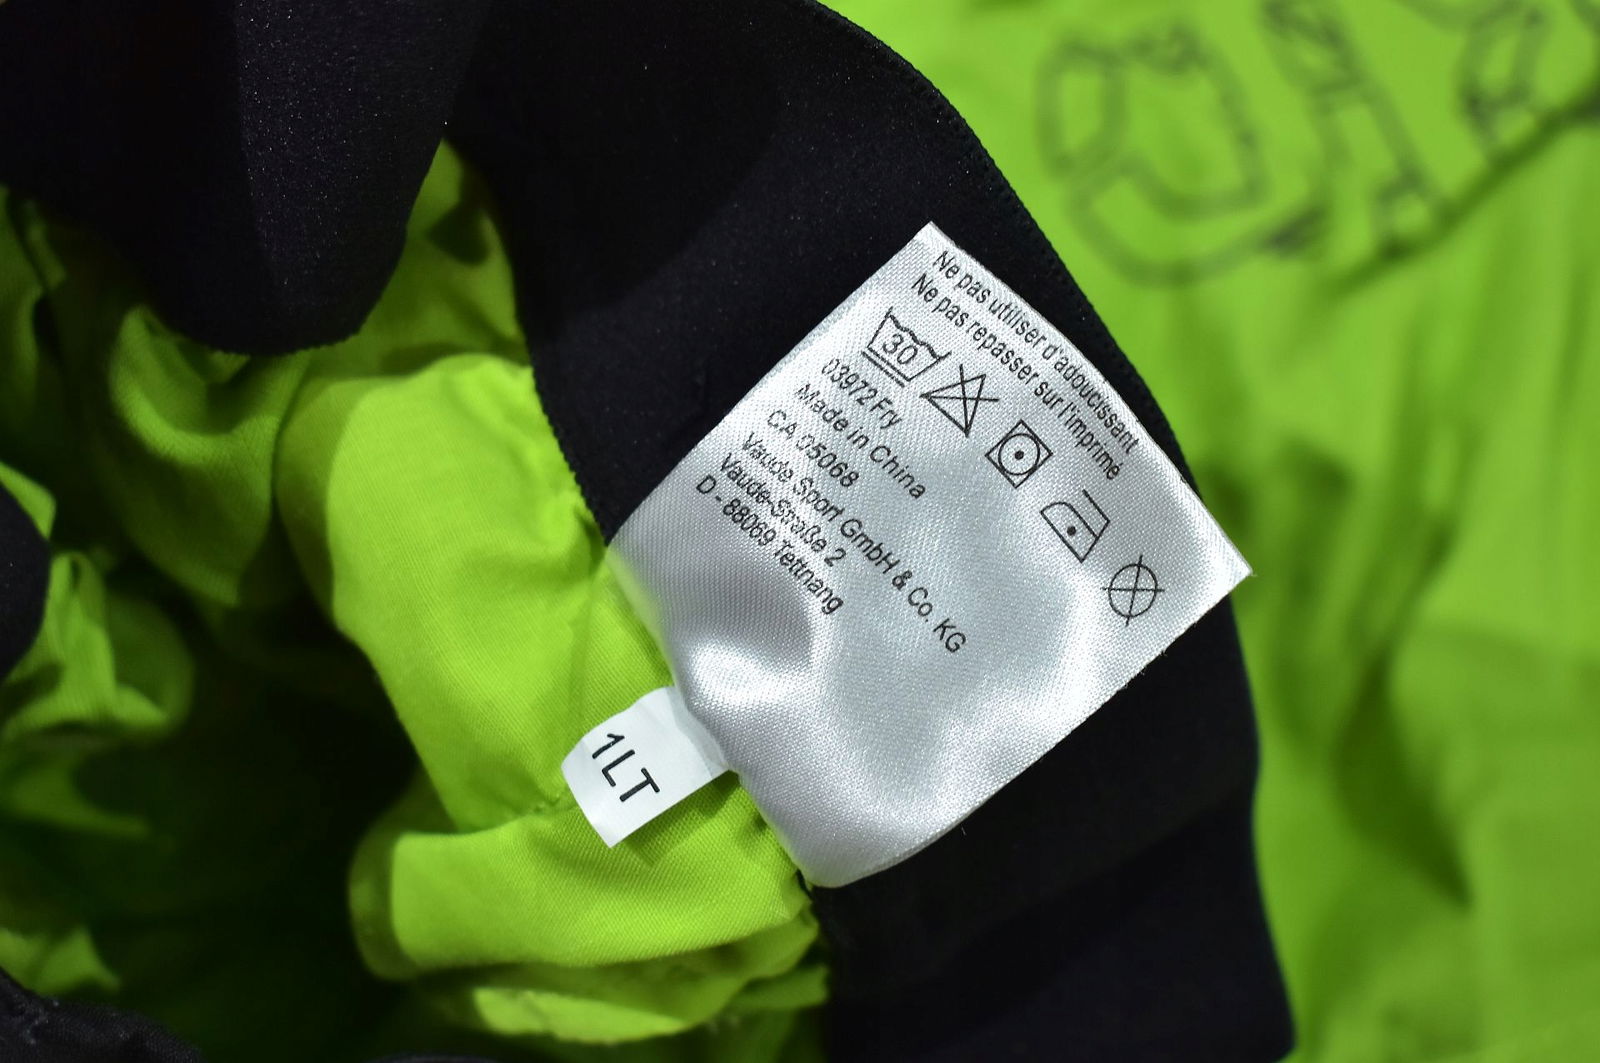 Ne pas utiliser d'adoucissant
Ne pas repasser sur l'imprimé
30
03972 Fry
Made in China
CA 05068
Vaude Sport GmbH & Co. KG
Vaude-Straße 2
D - 88069 Tettnang
1LT